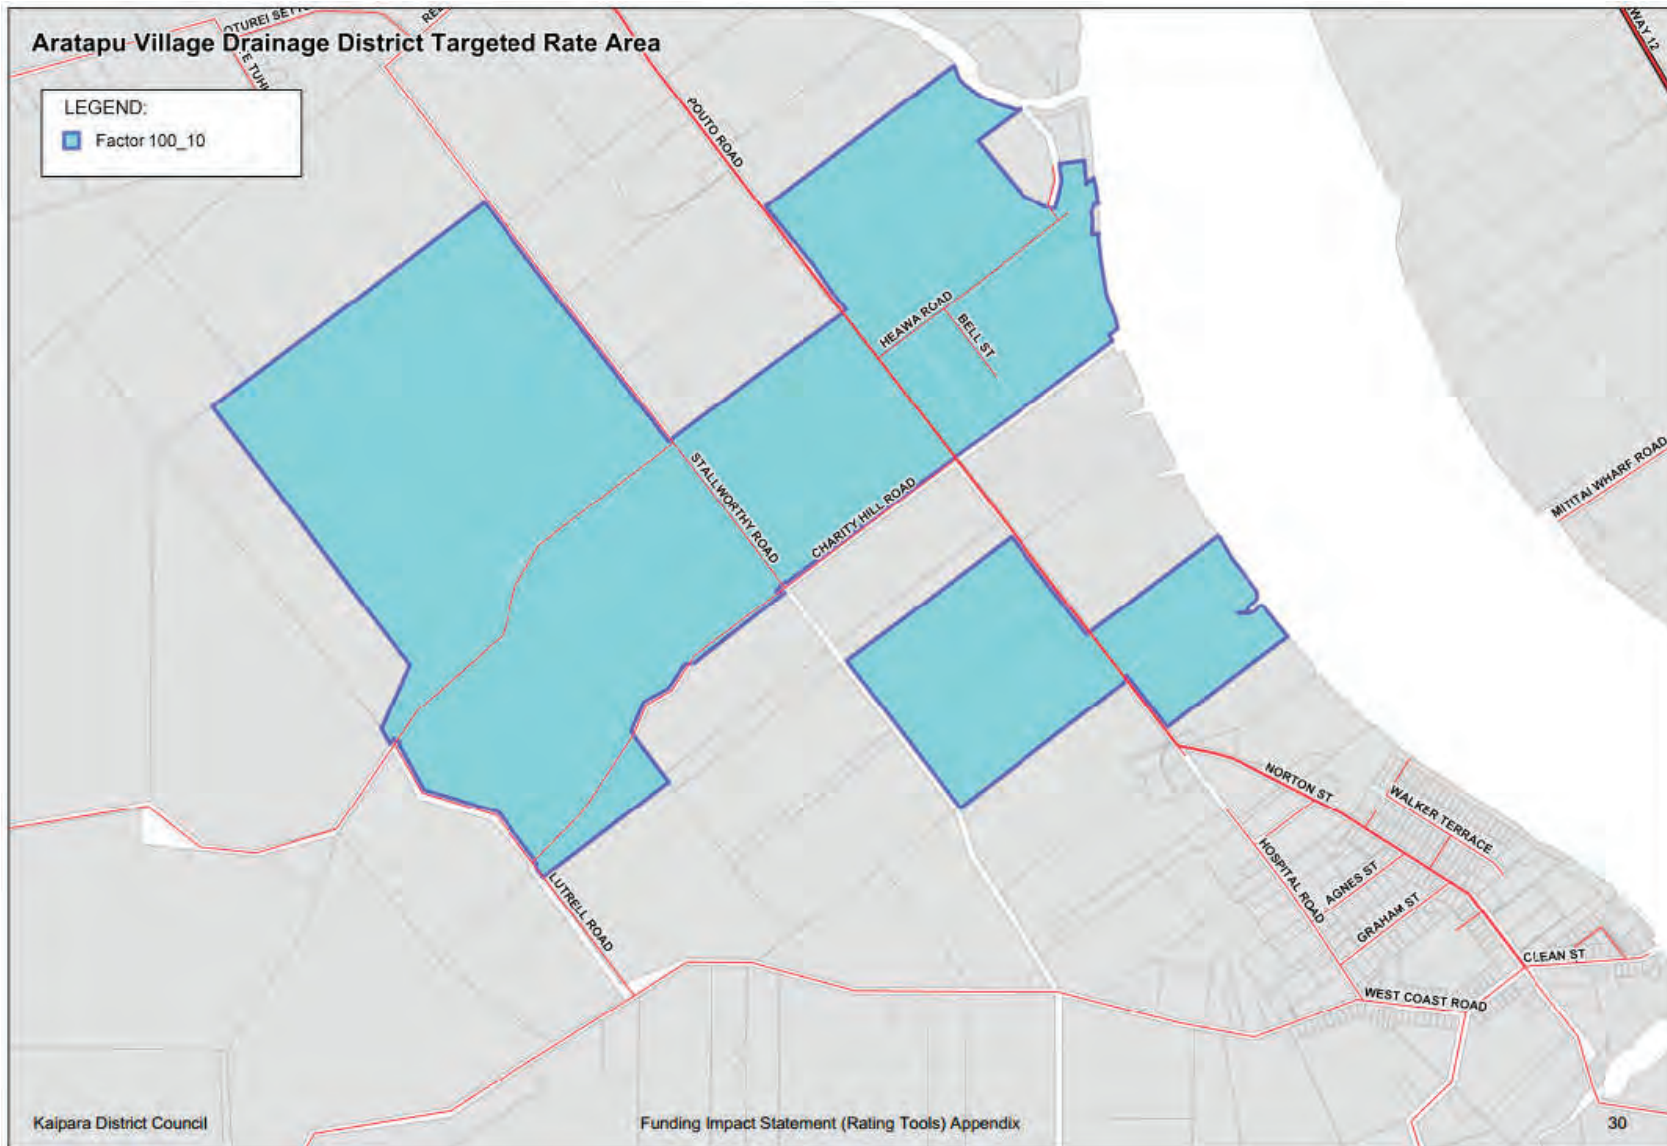 Aratapu Village Drainage District Targeted Rate Area
LEGEND:
Factor 100_10
POUTO ROAD
WAY 12
HEAWA ROAD
BELL ST
STALLWORTHY ROAD
CHARITY HILL ROAD
MITITAI WHARF ROAD
NORTON ST
WALKER TERRACE
HOSPITAL ROAD
AGNES ST
GRAHAM ST
LUTRELL ROAD
CLEAN ST
WEST COAST ROAD
Kaipara District Council
Funding Impact Statement (Rating Tools) Appendix
30